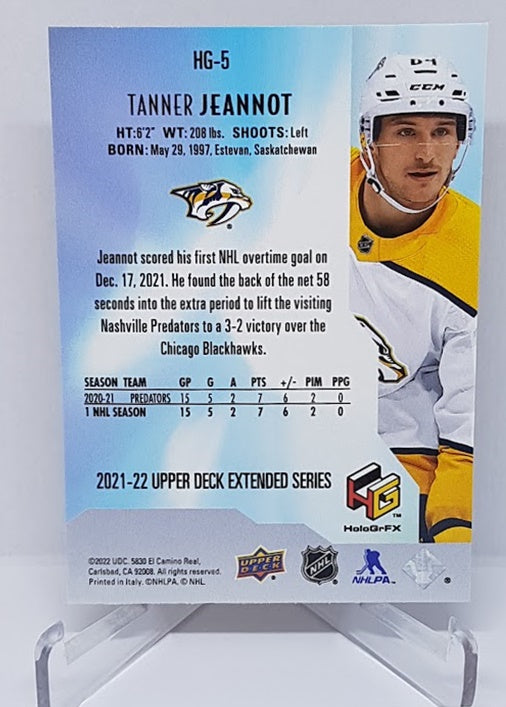 HG-5
TANNER JEANNOT
HT:6'2" WT: 208 lbs. SHOOTS: Left
BORN: May 29, 1997, Estevan, Saskatchewan
Jeannot scored his first NHL overtime goal on
Dec. 17, 2021. He found the back of the net 58
seconds into the extra period to lift the visiting
Nashville Predators to a 3-2 victory over the
Chicago Blackhawks.
SEASON TEAM GP G A PTS +/- PIM PPG
2020-21 PREDATORS 15 5 2 7 6 2 0
1 NHL SEASON 15 5 2 7 6 2 0
2021-22 UPPER DECK EXTENDED SERIES
HG
TM
HoloGrFX
©2022 UDC. 5830 El Camino Real,
Carlsbad, CA 92008. All rights reserved.
Printed in Italy. ©NHLPA. © NHL.
UPPER DECK
NHL
NHLPA
CCM
84